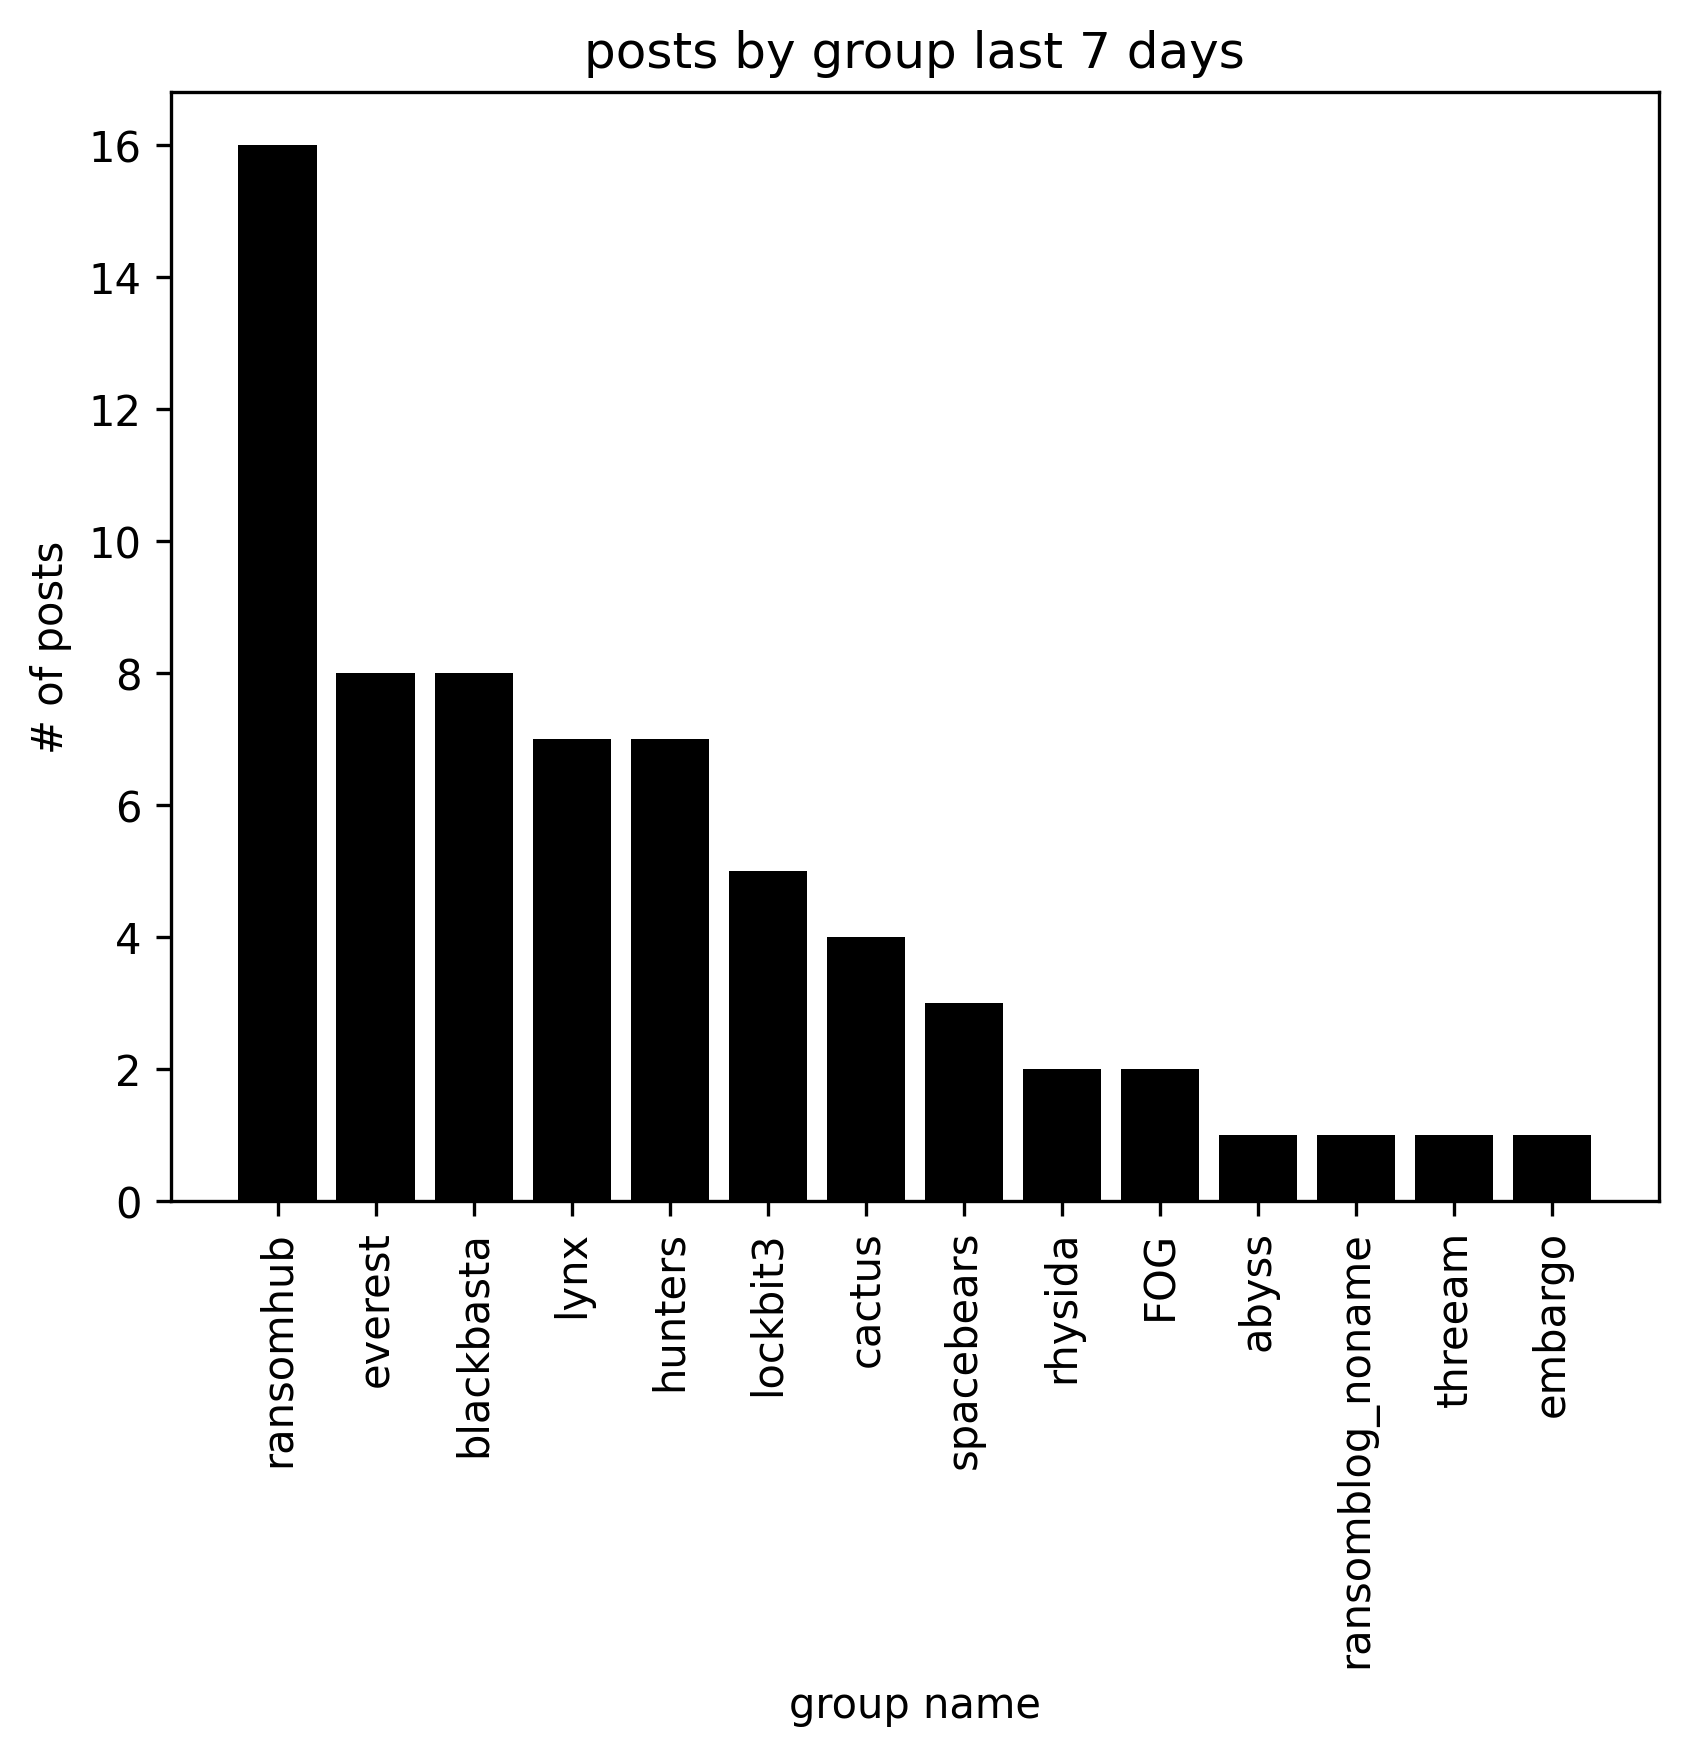 posts by group last 7 days
# of posts
16
14
12
10
8
6
4
2
0
ransomhub
everest
blackbasta
lynx
hunters
lockbit3
cactus
spacebears
rhysida
FOG
abyss
ransomblog_noname
threeam
embargo
group name